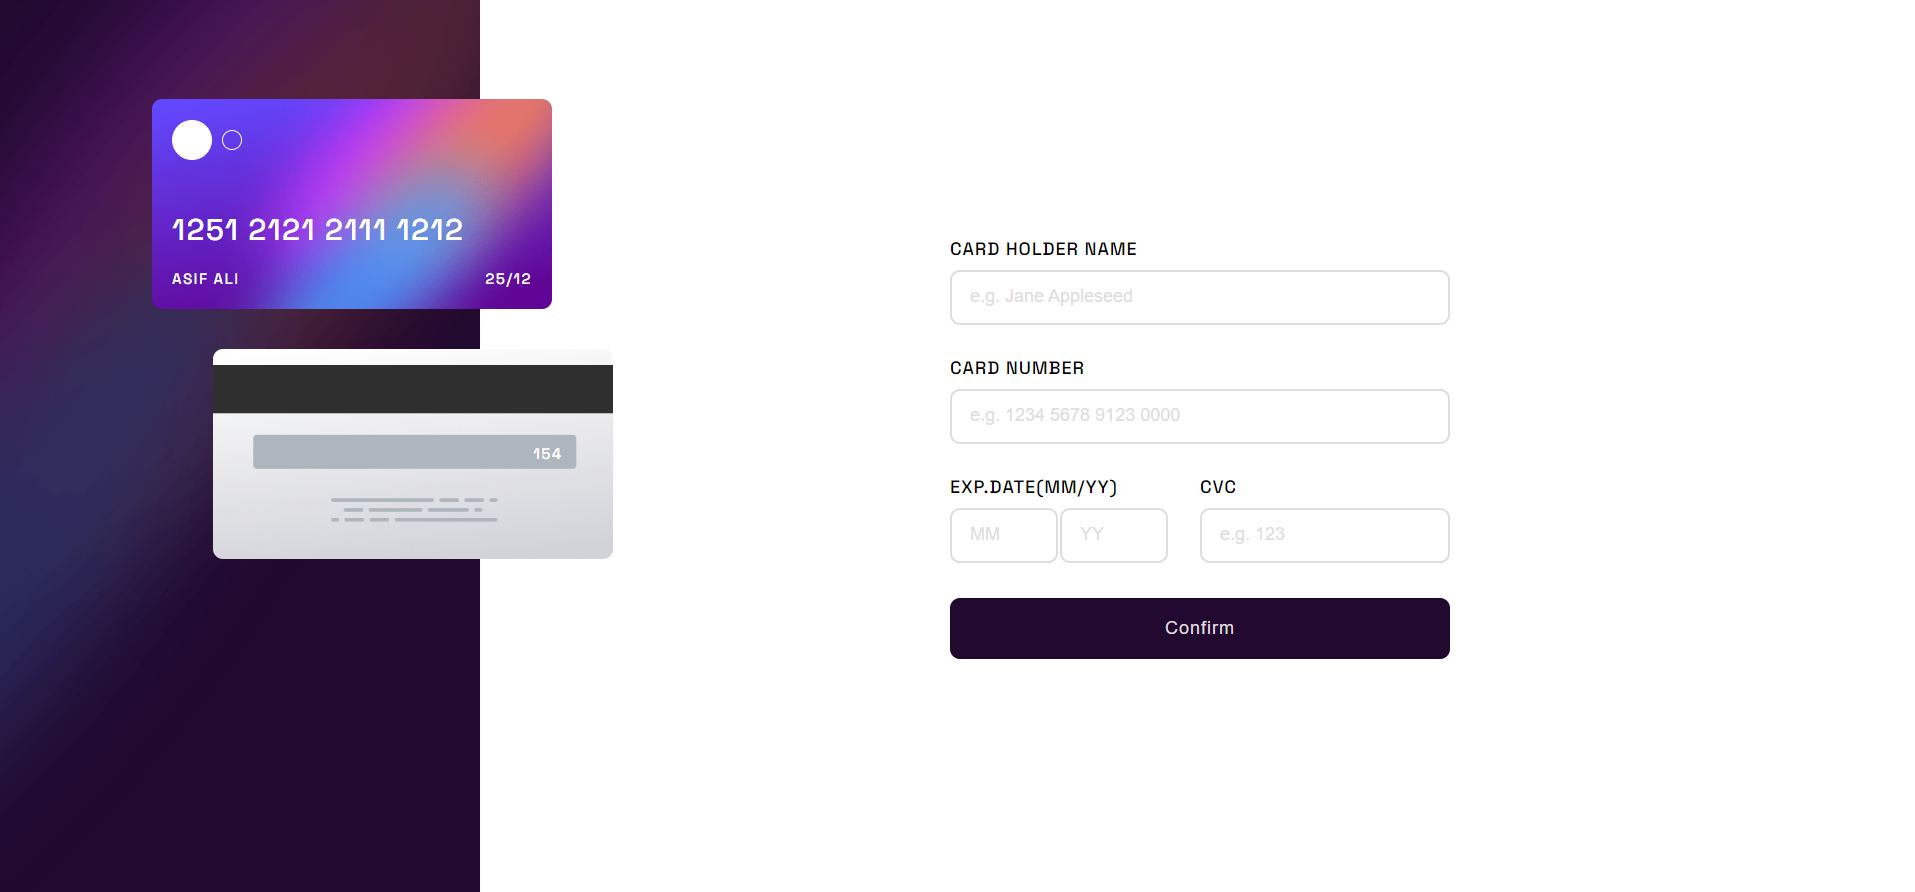 1251 2121 2111 1212
ASIF ALI 25/12
154
CARD HOLDER NAME
e.g. Jane Appleseed
CARD NUMBER
e.g. 1234 5678 9123 0000
EXP.DATE(MM/YY) CVC
MM YY e.g. 123
Confirm